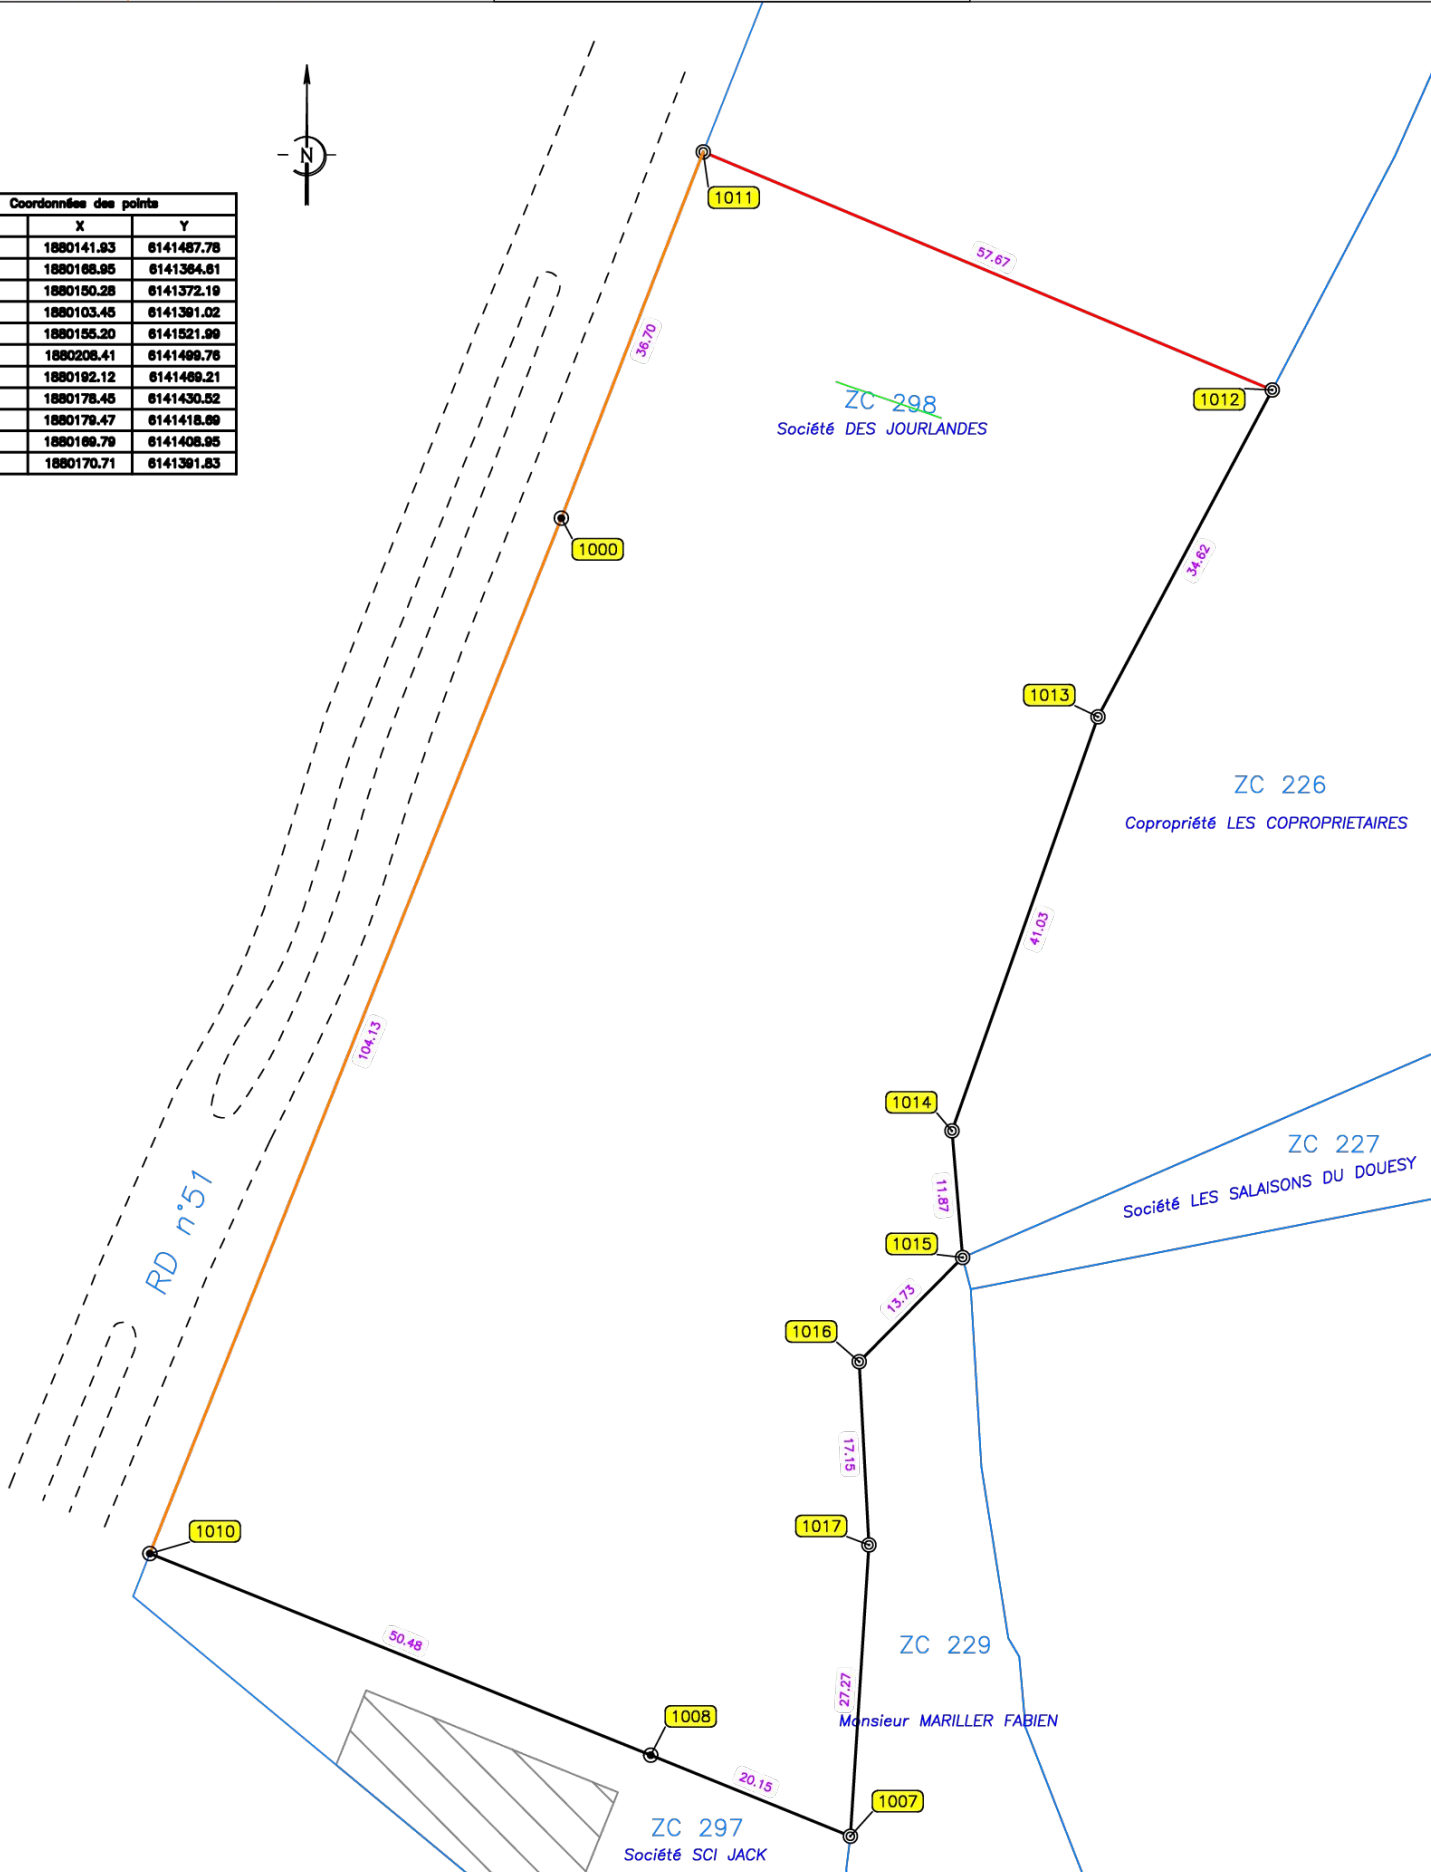 N
Coordonnées des points
X Y
1880141.93 6141487.78
1880168.95 6141364.61
1880150.28 6141372.19
1880103.45 6141391.02
1880155.20 6141521.99
1880208.41 6141499.76
1880192.12 6141469.21
1880178.45 6141430.52
1880179.47 6141418.69
1880169.79 6141408.95
1880170.71 6141391.83
1011
57.67
36.70
1012
ZC 298
Société DES JOURLANDES
1000
34.62
1013
ZC 226
Copropriété LES COPROPRIETAIRES
41.03
104.13
1014
ZC 227
Société LES SALAISONS DU DOUESY
11.87
RD n°51
1015
13.73
1016
17.15
1017
1010
50.48
ZC 229
27.27
Monsieur MARILLER FABIEN
1008
20.15
1007
ZC 297
Société SCI JACK